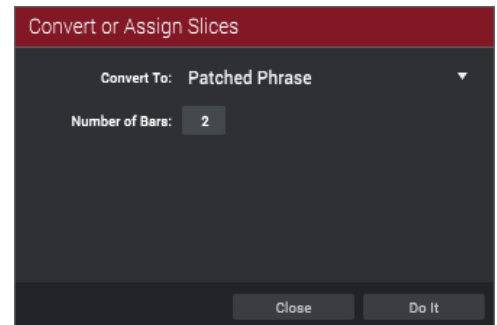 Convert or Assign Slices
Convert To: Patched Phrase
Number of Bars: 2
Close Do It